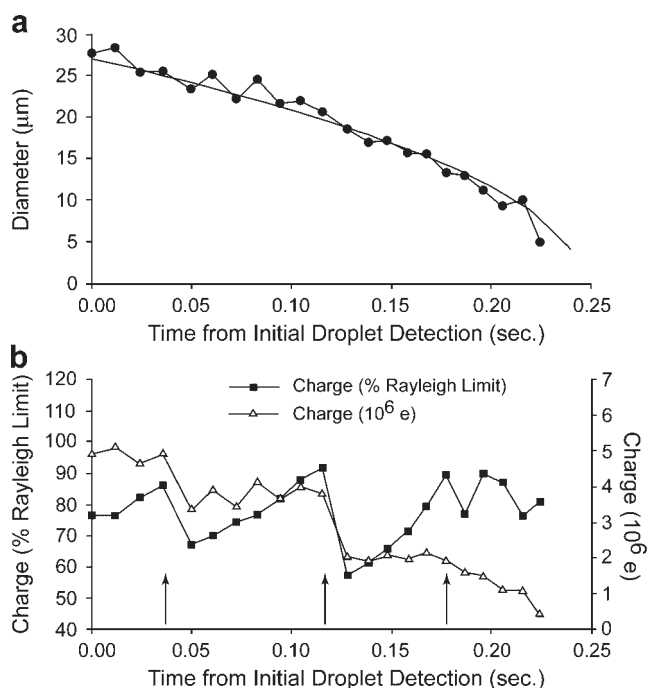 a
30
25
20
15
10
5
0
Diameter (μm)
0.00 0.05 0.10 0.15 0.20 0.25
Time from Initial Droplet Detection (sec.)
b
120
110
100
90
80
70
60
50
40
Charge (% Rayleigh Limit)
Charge (% Rayleigh Limit)
Charge (10⁶ e)
7
6
5
4
3
2
1
0
Charge (10⁶ e)
0.00 0.05 0.10 0.15 0.20 0.25
Time from Initial Droplet Detection (sec.)